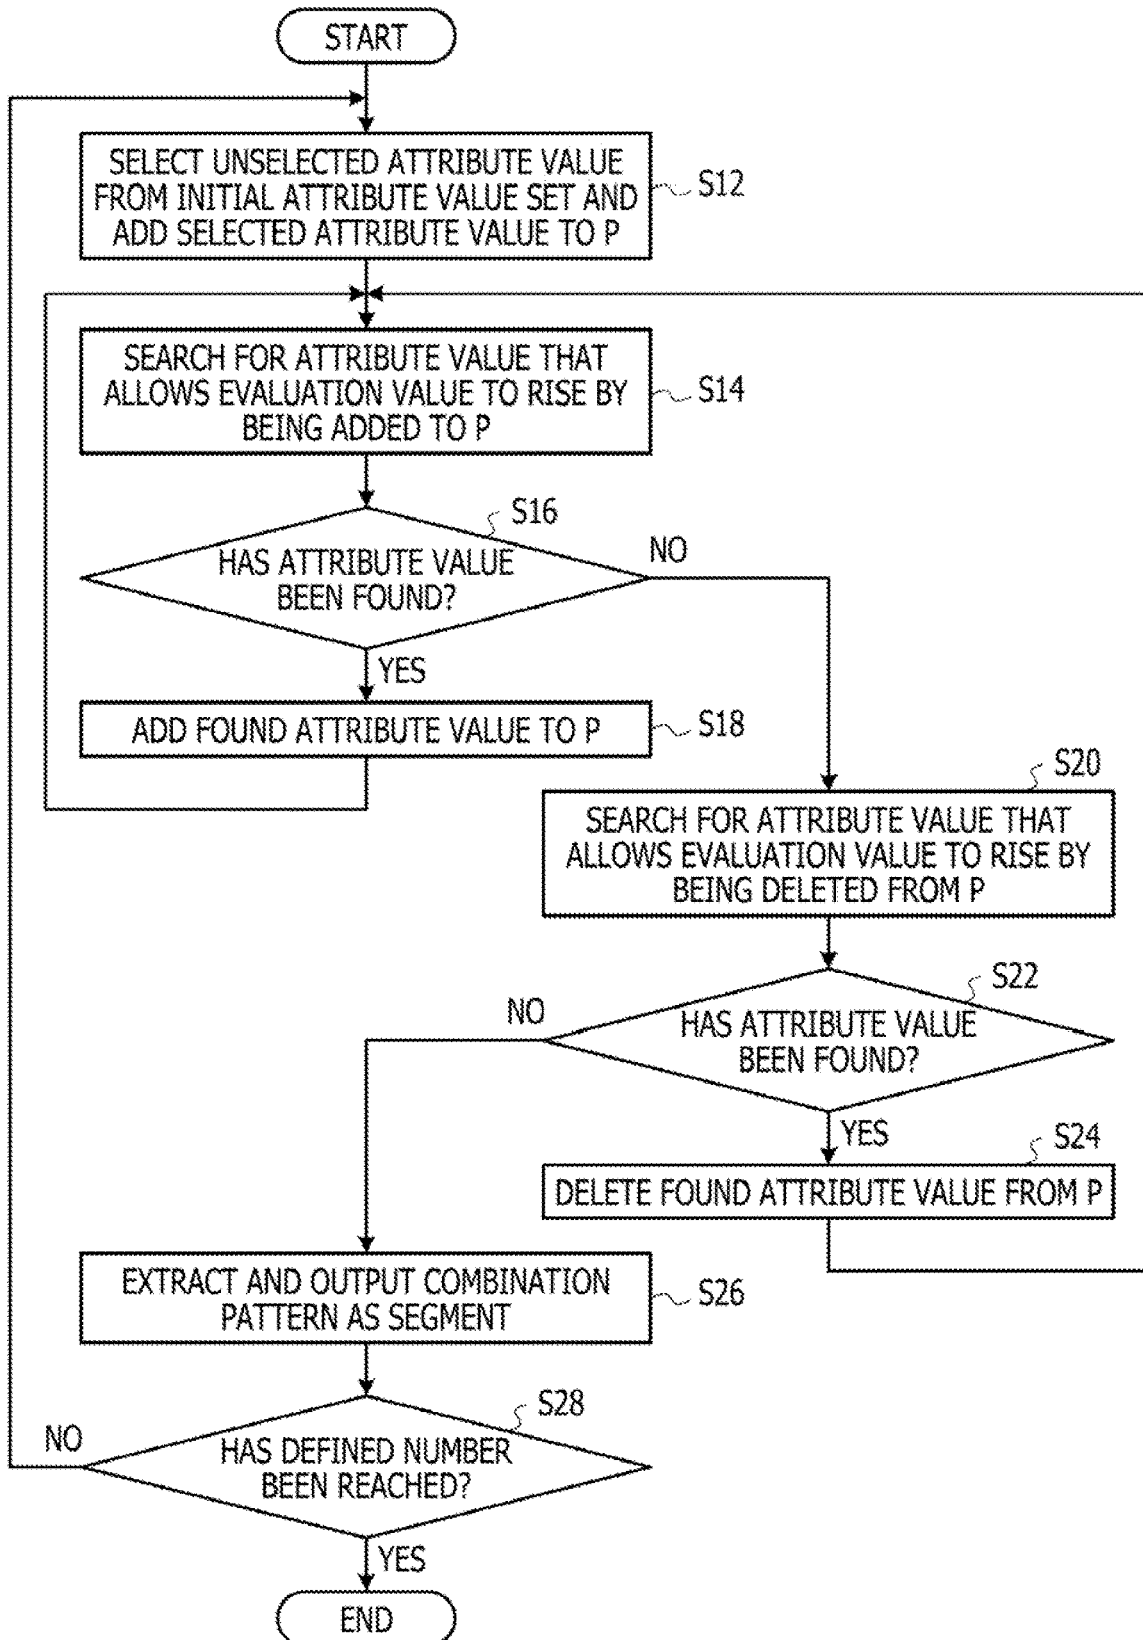 START
SELECT UNSELECTED ATTRIBUTE VALUE
FROM INITIAL ATTRIBUTE VALUE SET AND
ADD SELECTED ATTRIBUTE VALUE TO P
S12
SEARCH FOR ATTRIBUTE VALUE THAT
ALLOWS EVALUATION VALUE TO RISE BY
BEING ADDED TO P
S14
S16
HAS ATTRIBUTE VALUE
BEEN FOUND?
NO
YES
ADD FOUND ATTRIBUTE VALUE TO P
S18
S20
SEARCH FOR ATTRIBUTE VALUE THAT
ALLOWS EVALUATION VALUE TO RISE BY
BEING DELETED FROM P
S22
NO
HAS ATTRIBUTE VALUE
BEEN FOUND?
YES
S24
DELETE FOUND ATTRIBUTE VALUE FROM P
EXTRACT AND OUTPUT COMBINATION
PATTERN AS SEGMENT
S26
S28
NO
HAS DEFINED NUMBER
BEEN REACHED?
YES
END